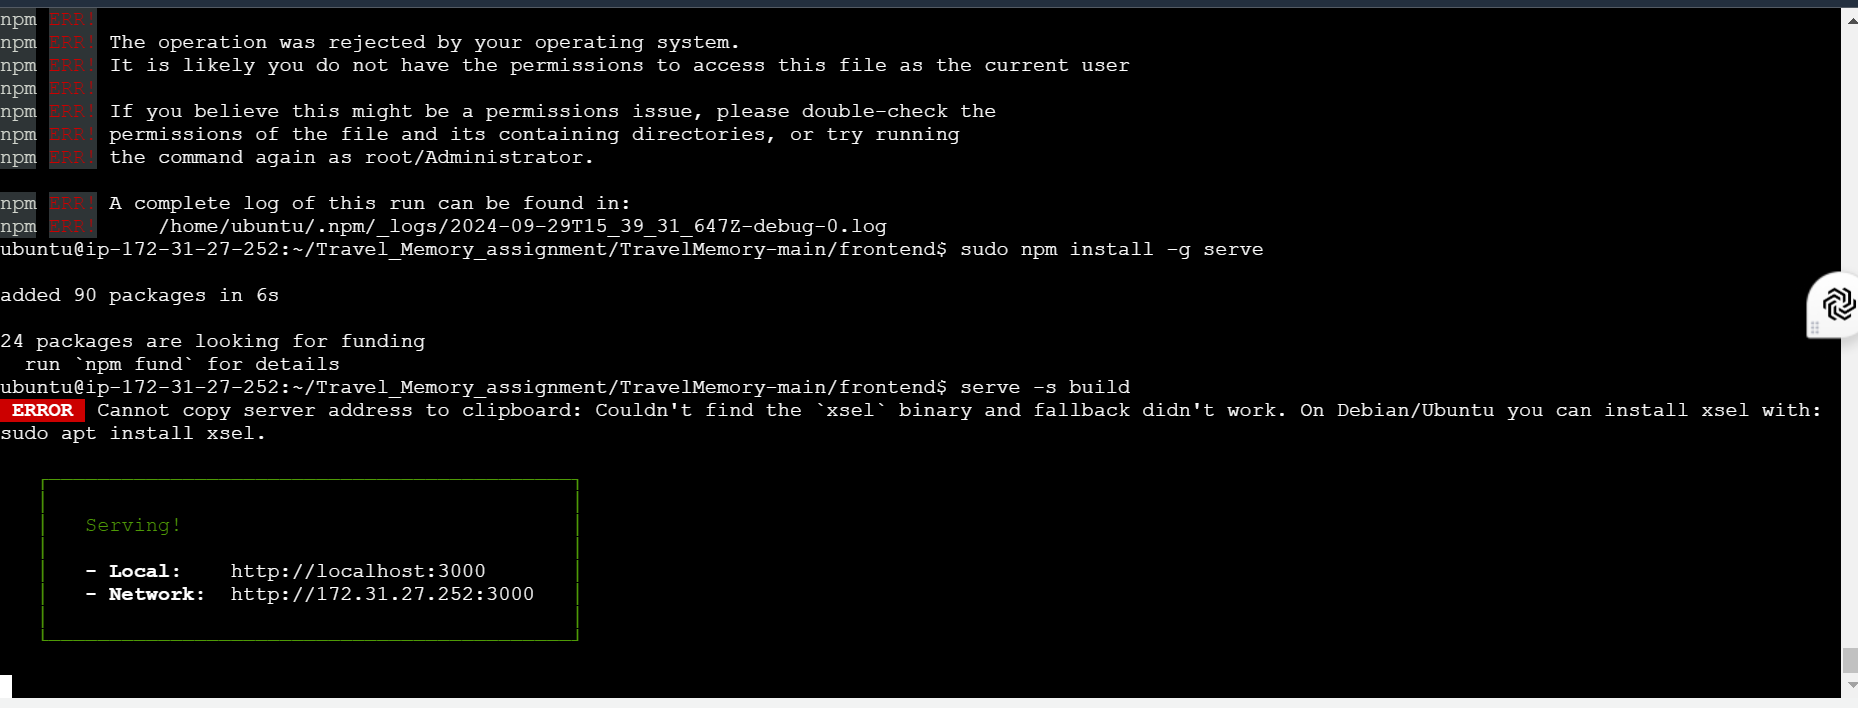 npm ERR!
npm ERR! The operation was rejected by your operating system.
npm ERR! It is likely you do not have the permissions to access this file as the current user
npm ERR!
npm ERR! If you believe this might be a permissions issue, please double-check the
npm ERR! permissions of the file and its containing directories, or try running
npm ERR! the command again as root/Administrator.
npm ERR! A complete log of this run can be found in:
npm ERR!     /home/ubuntu/.npm/_logs/2024-09-29T15_39_31_647Z-debug-0.log
ubuntu@ip-172-31-27-252:~/Travel_Memory_assignment/TravelMemory-main/frontend$ sudo npm install -g serve
added 90 packages in 6s
24 packages are looking for funding
  run `npm fund` for details
ubuntu@ip-172-31-27-252:~/Travel_Memory_assignment/TravelMemory-main/frontend$ serve -s build
ERROR Cannot copy server address to clipboard: Couldn't find the `xsel` binary and fallback didn't work. On Debian/Ubuntu you can install xsel with:
sudo apt install xsel.
Serving!
- Local:    http://localhost:3000
- Network:  http://172.31.27.252:3000